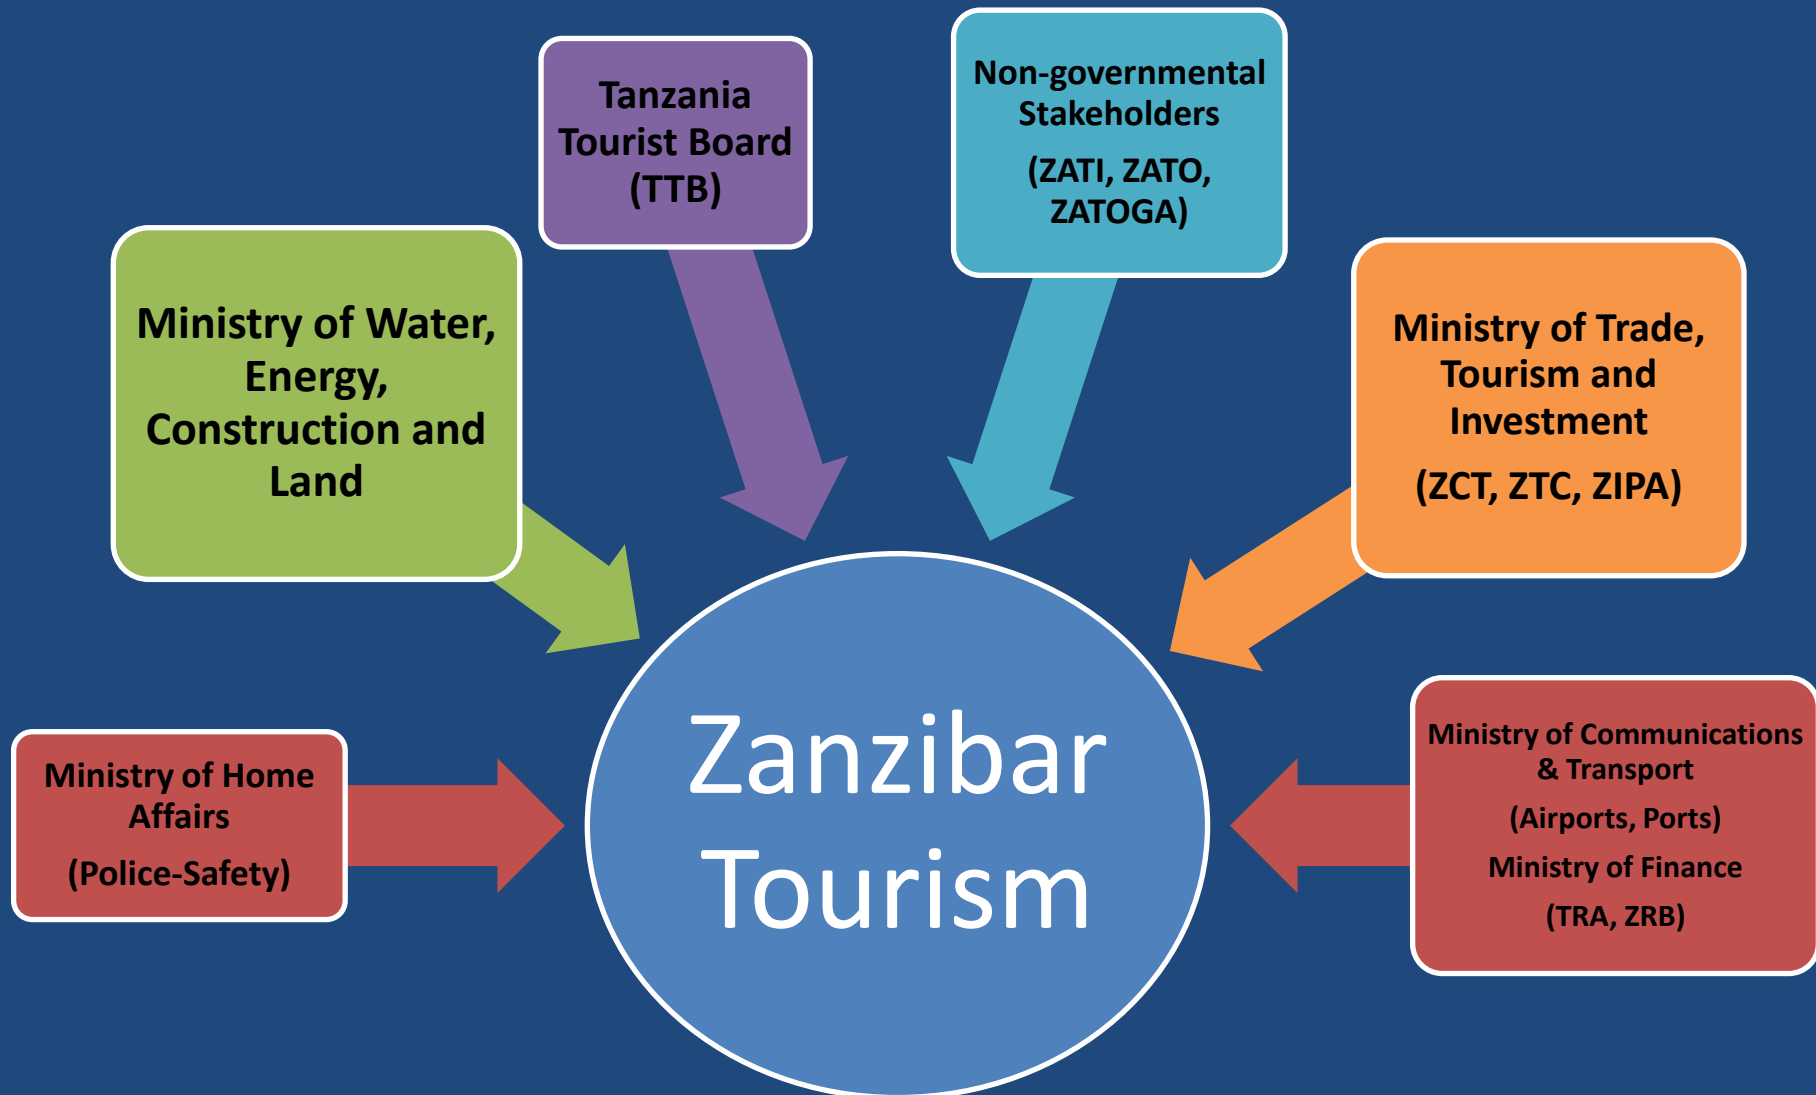 Tanzania
Tourist Board
(TTB)
Non-governmental
Stakeholders
(ZATI, ZATO,
ZATOGA)
Ministry of Water,
Energy,
Construction and
Land
Ministry of Trade,
Tourism and
Investment
(ZCT, ZTC, ZIPA)
Ministry of Home
Affairs
(Police-Safety)
Zanzibar
Tourism
Ministry of Communications
& Transport
(Airports, Ports)
Ministry of Finance
(TRA, ZRB)